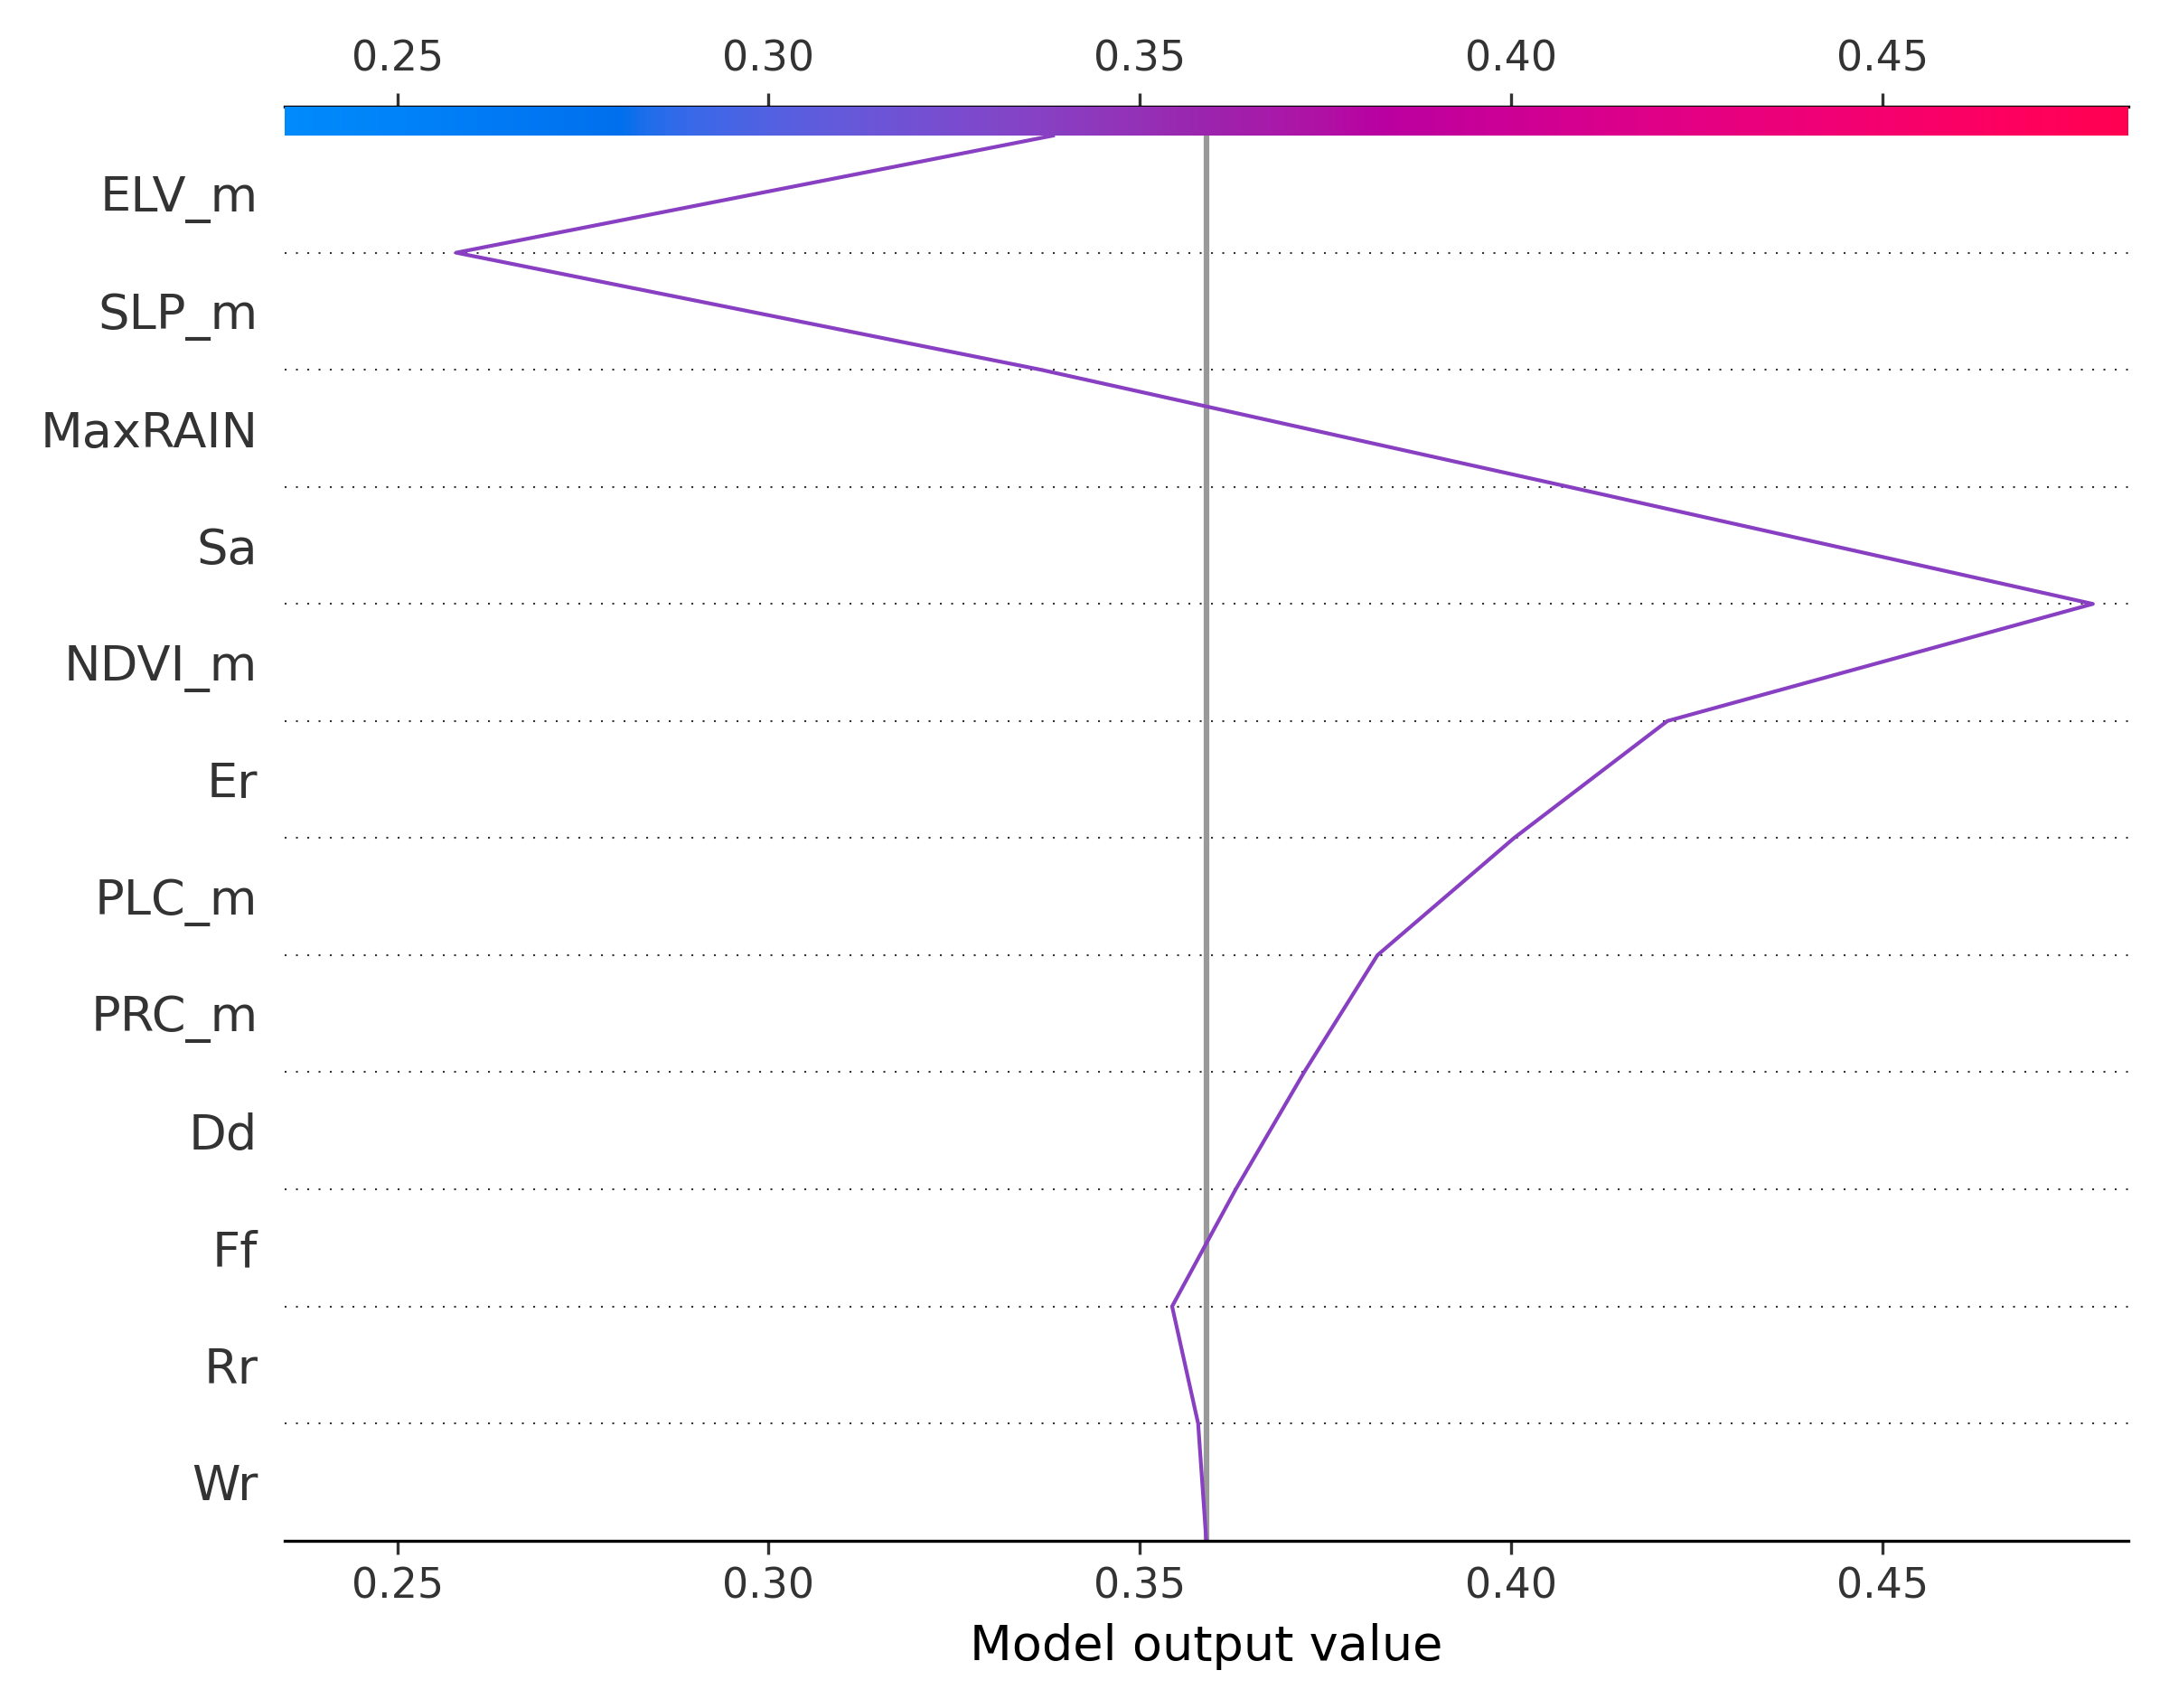 0.25 0.30 0.35 0.40 0.45
ELV_m
SLP_m
MaxRAIN
Sa
NDVI_m
Er
PLC_m
PRC_m
Dd
Ff
Rr
Wr
0.25 0.30 0.35 0.40 0.45
Model output value